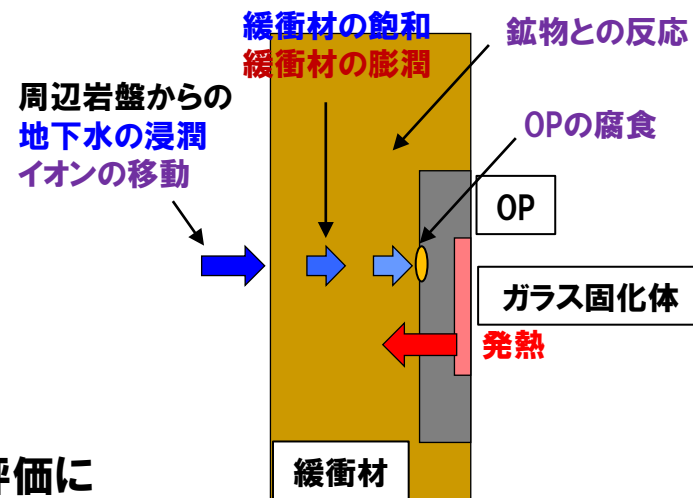 緩衝材の飽和
緩衝材の膨潤
鉱物との反応
周辺岩盤からの
地下水の浸潤
イオンの移動
OPの腐食
OP
ガラス固化体
発熱
緩衝材
評価に